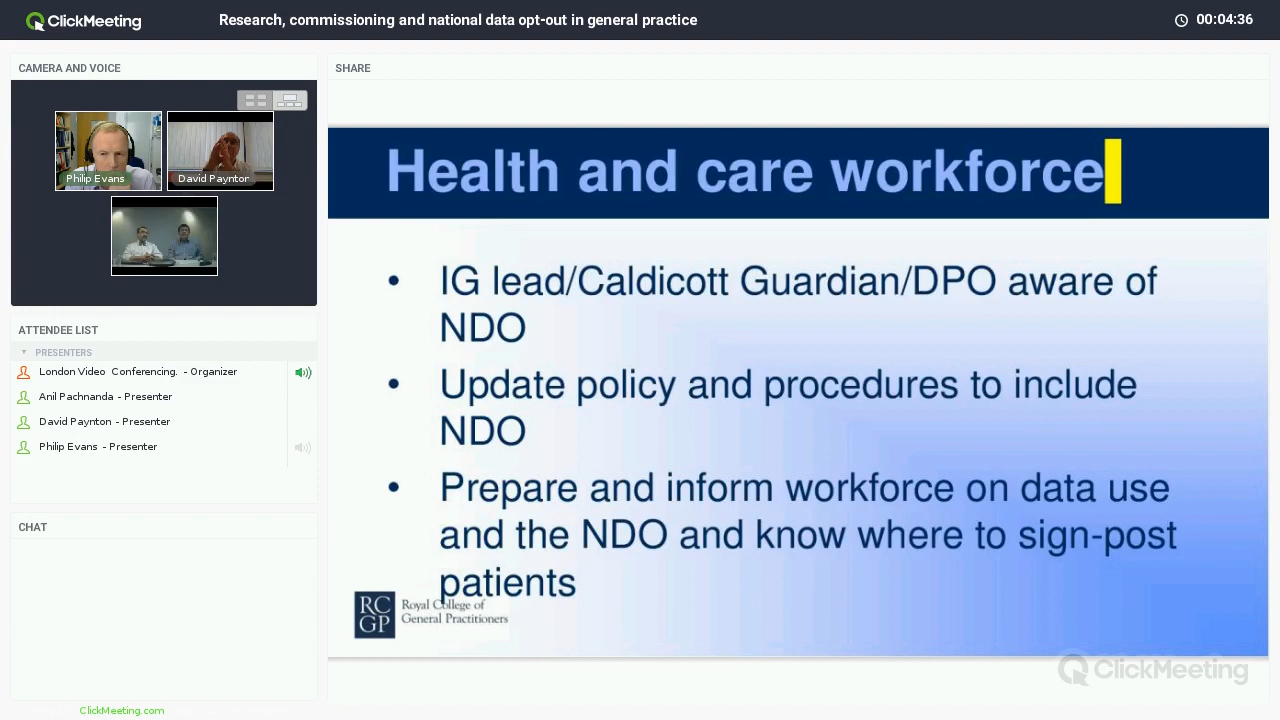 ClickMeeting
Research, commissioning and national data opt-out in general practice
00:04:36
CAMERA AND VOICE
SHARE
Philip Evans
David Paynton
ATTENDEE LIST
PRESENTERS
London Video Conferencing. - Organizer
Anil Pachnanda - Presenter
David Paynton - Presenter
Philip Evans - Presenter
CHAT
ClickMeeting.com
Health and care workforce
• IG lead/Caldicott Guardian/DPO aware of
NDO
• Update policy and procedures to include
NDO
• Prepare and inform workforce on data use
and the NDO and know where to sign-post
patients
RC
GP
Royal College of
General Practitioners
ClickMeeting